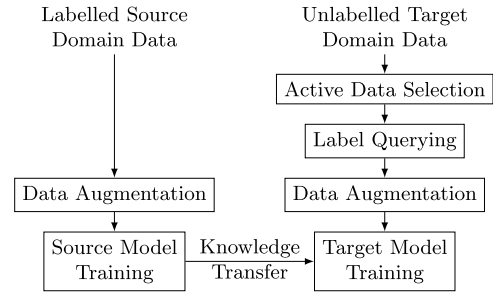 Labelled Source
Domain Data
Unlabelled Target
Domain Data
Active Data Selection
Label Querying
Data Augmentation
Data Augmentation
Source Model
Training
Knowledge
Transfer
Target Model
Training